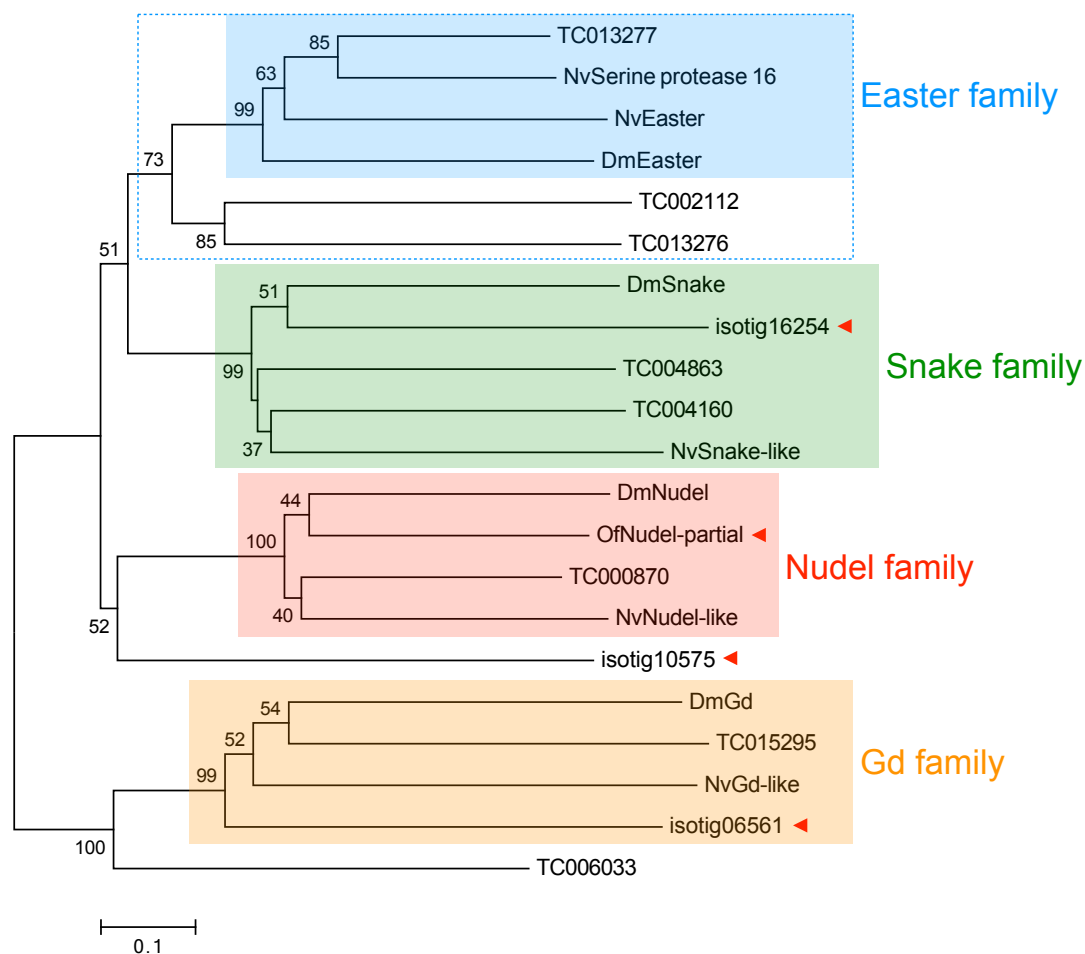 TC013277
85
NvSerine protease 16
63
Easter family
NvEaster
99
DmEaster
73
TC002112
85
TC013276
51
DmSnake
51
isotig16254
Snake family
TC004863
99
TC004160
37
NvSnake-like
DmNudel
44
OfNudel-partial
100
Nudel family
TC000870
40
NvNudel-like
52
isotig10575
DmGd
54
TC015295
52
Gd family
99
NvGd-like
isotig06561
100
TC006033
0.1